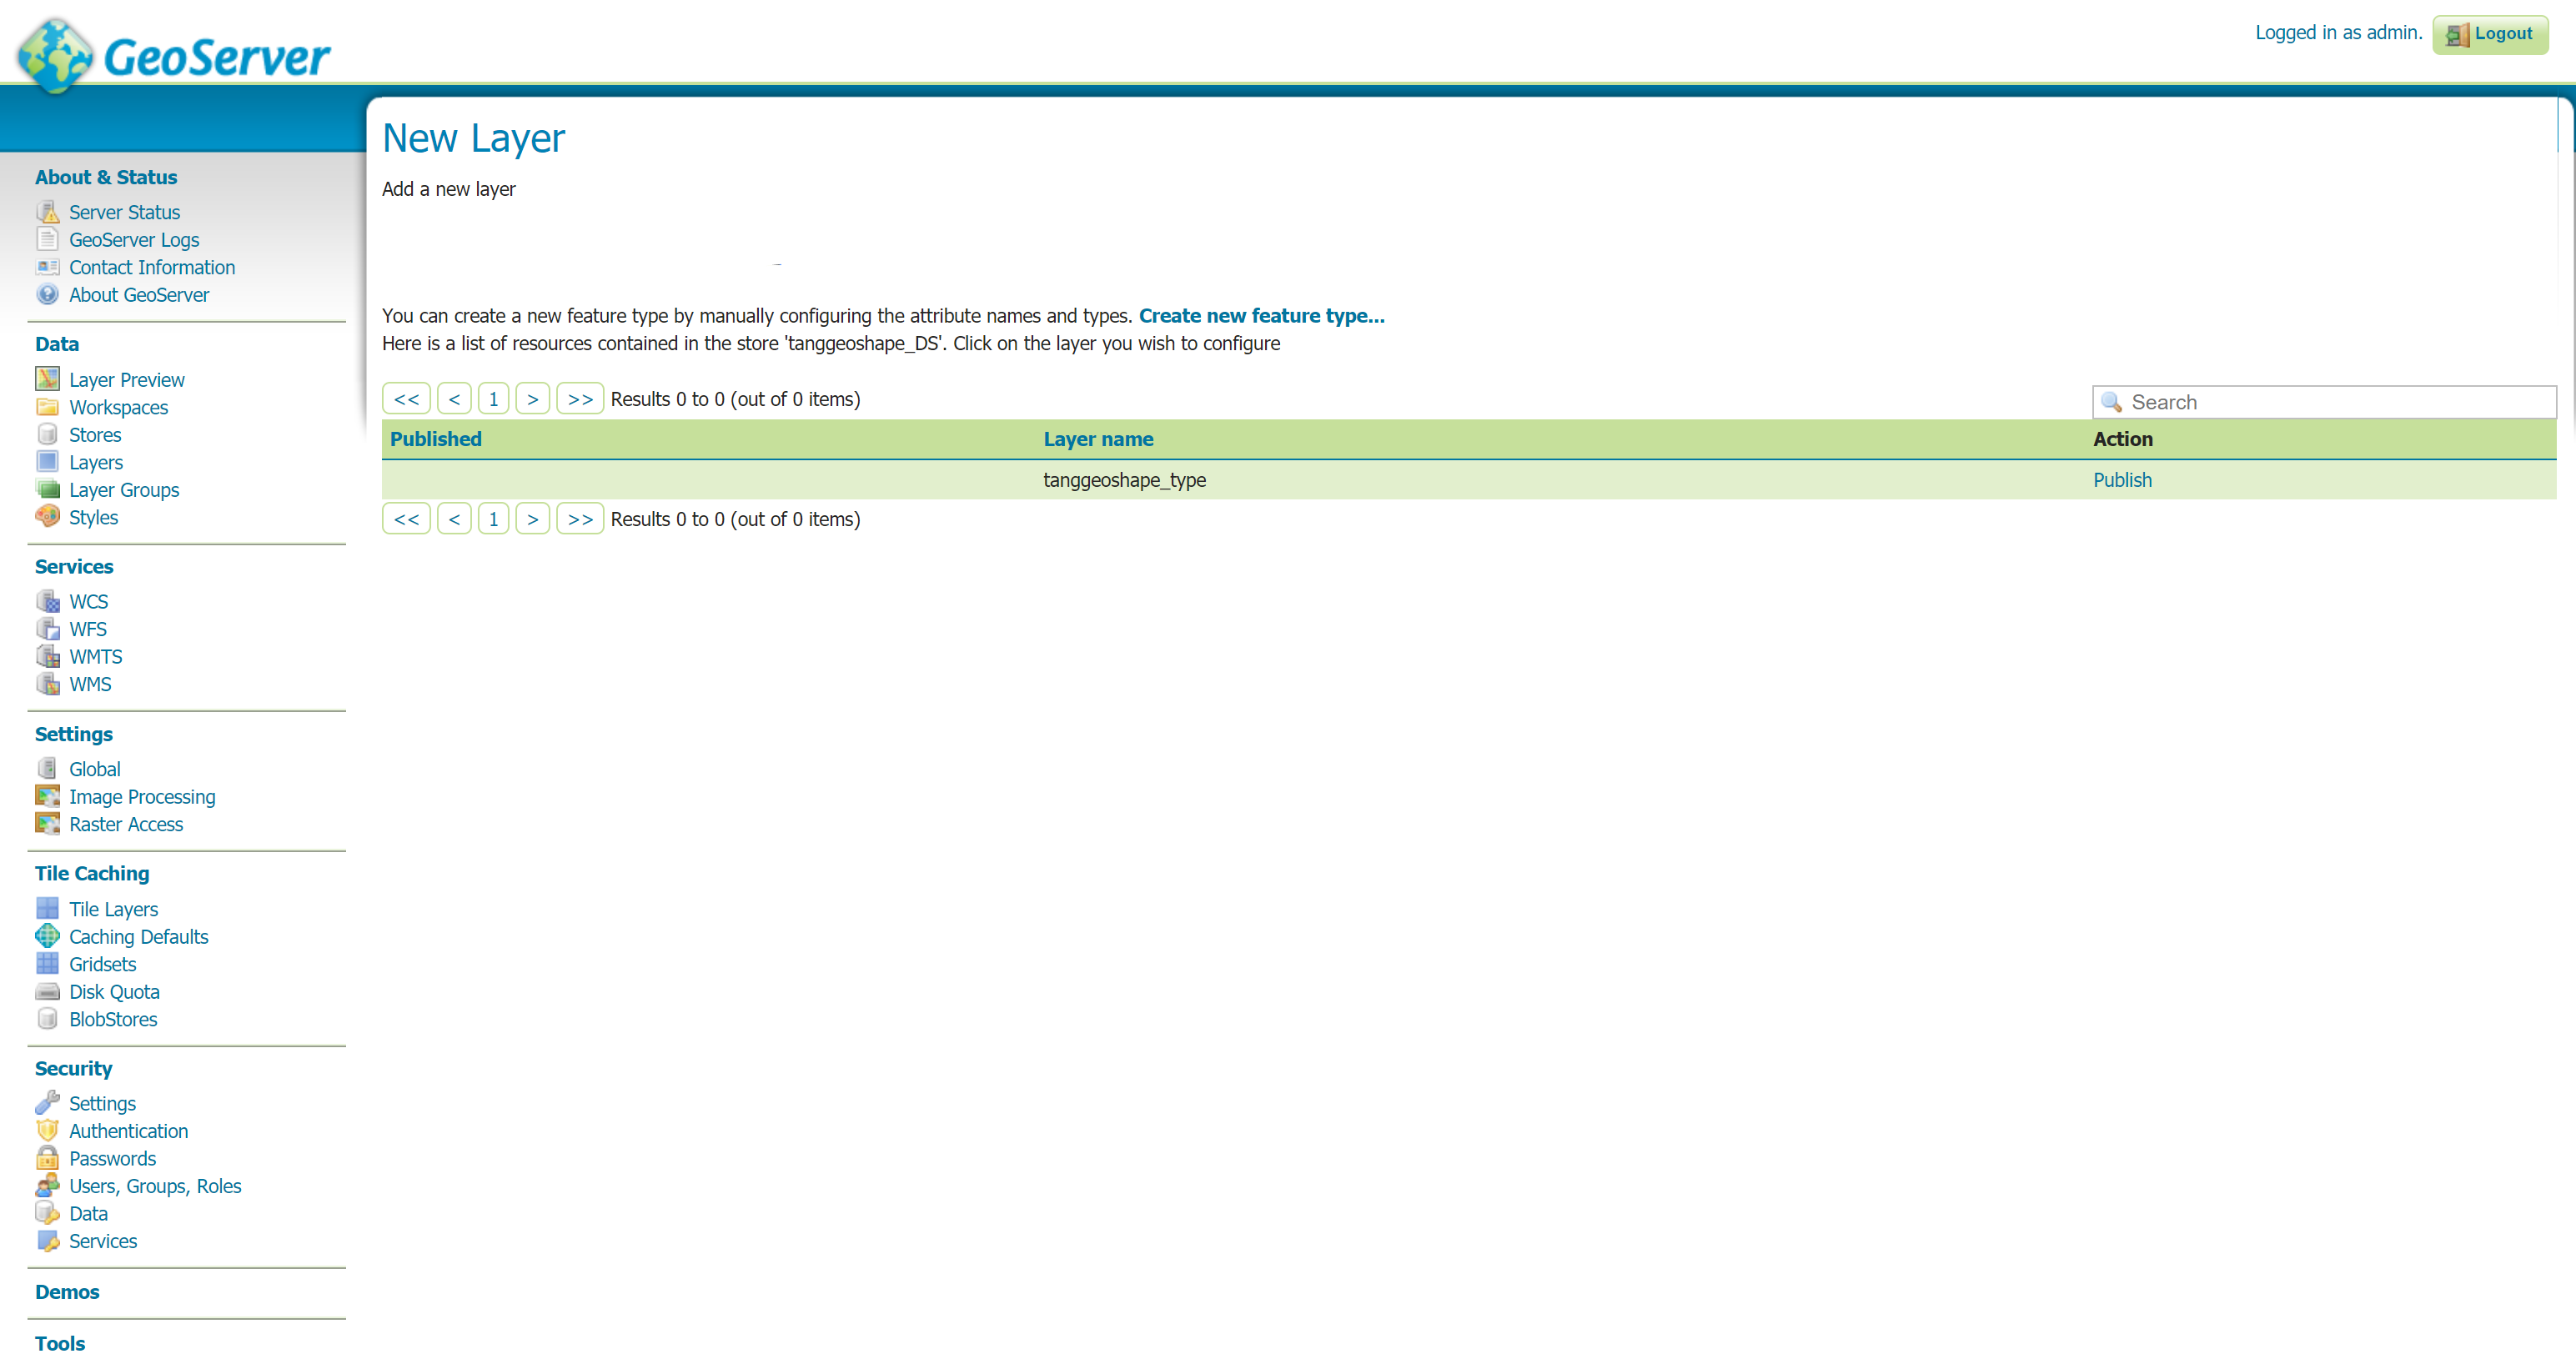 GeoServer
Logged in as admin. Logout
About & Status
Server Status
GeoServer Logs
Contact Information
About GeoServer
Data
Layer Preview
Workspaces
Stores
Layers
Layer Groups
Styles
Services
WCS
WFS
WMTS
WMS
Settings
Global
Image Processing
Raster Access
Tile Caching
Tile Layers
Caching Defaults
Gridsets
Disk Quota
BlobStores
Security
Settings
Authentication
Passwords
Users, Groups, Roles
Data
Services
Demos
Tools
New Layer
Add a new layer
You can create a new feature type by manually configuring the attribute names and types. Create new feature type...
Here is a list of resources contained in the store 'tanggeoshape_DS'. Click on the layer you wish to configure
<< < 1 > >> Results 0 to 0 (out of 0 items) Search
Published Layer name Action
tanggeoshape_type Publish
<< < 1 > >> Results 0 to 0 (out of 0 items)